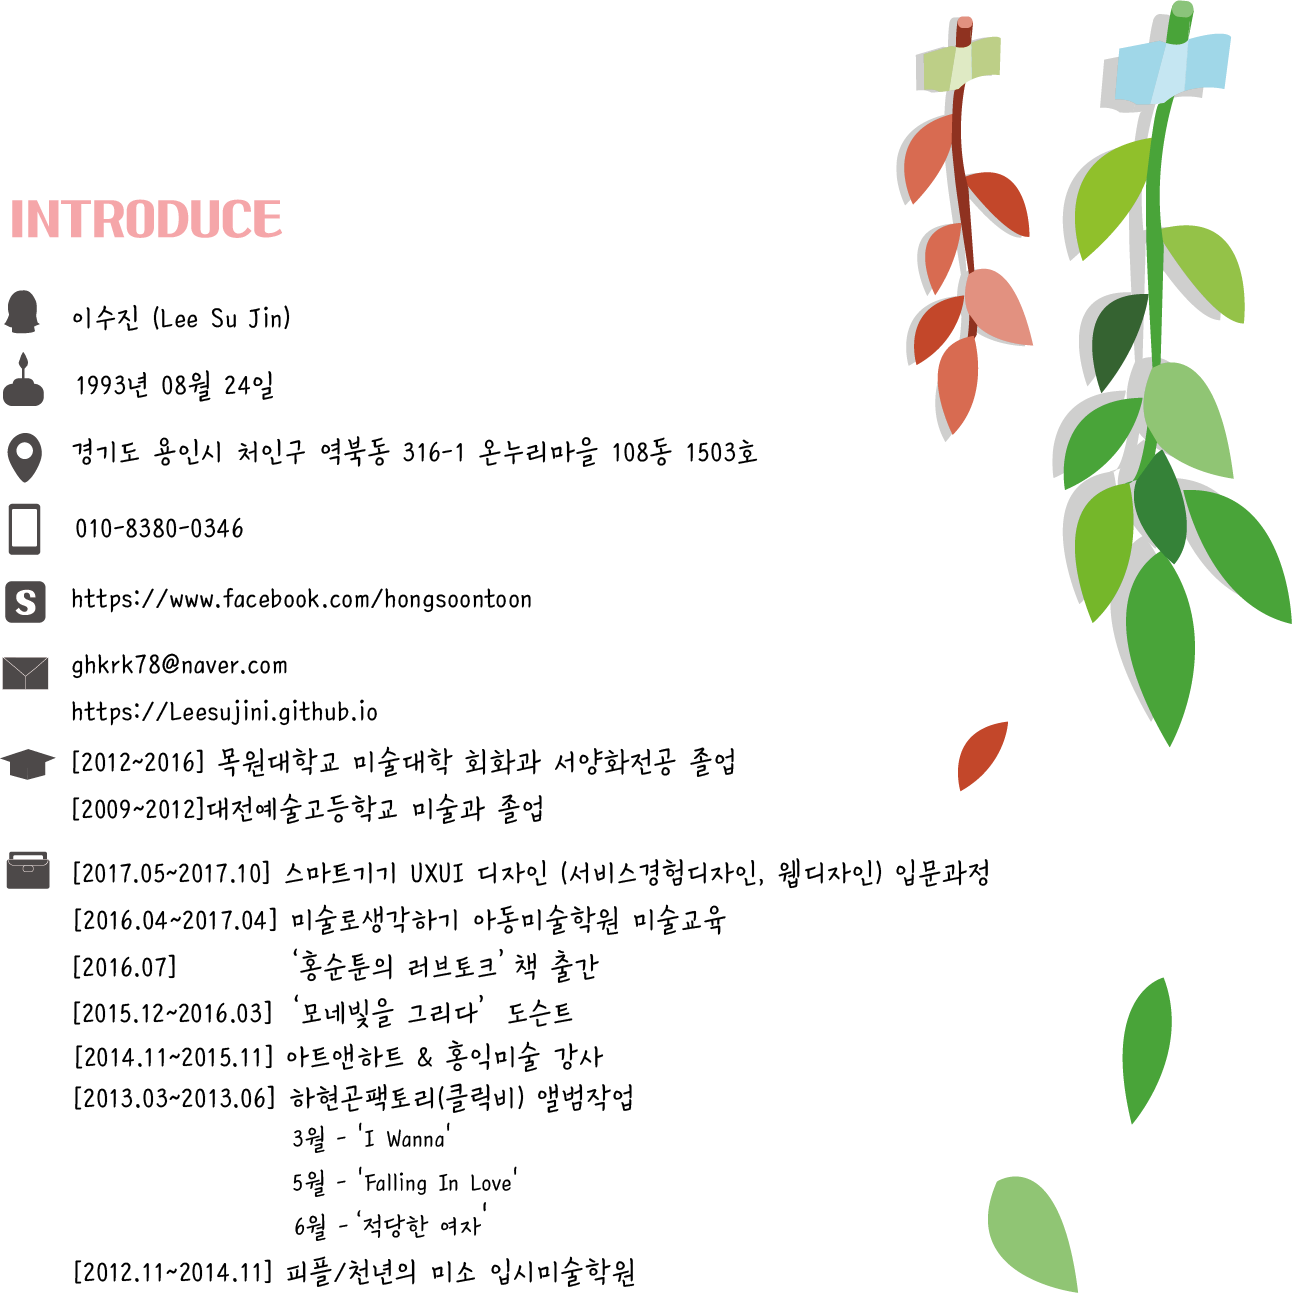 INTRODUCE
이수진 (Lee Su Jin)
1993년 08월 24일
경기도 용인시 처인구 역북동 316-1 온누리마을 108동 1503호
010-8380-0346
S
https://www.facebook.com/hongsoontoon
ghkrk78@naver.com
https://Leesujini.github.io
[2012~2016] 목원대학교 미술대학 회화과 서양화전공 졸업
[2009~2012]대전예술고등학교 미술과 졸업
[2017.05~2017.10] 스마트기기 UXUI 디자인 (서비스경험디자인, 웹디자인) 입문과정
[2016.04~2017.04] 미술로생각하기 아동미술학원 미술교육
[2016.07] ‘홍순툰의 러브토크’ 책 출간
[2015.12~2016.03] ‘모네빛을 그리다’ 도슨트
[2014.11~2015.11] 아트앤하트 & 홍익미술 강사
[2013.03~2013.06] 하현곤팩토리(클릭비) 앨범작업
3월 - 'I Wanna'
5월 - 'Falling In Love'
6월 - ‘적당한 여자'
[2012.11~2014.11] 피플/천년의 미소 입시미술학원